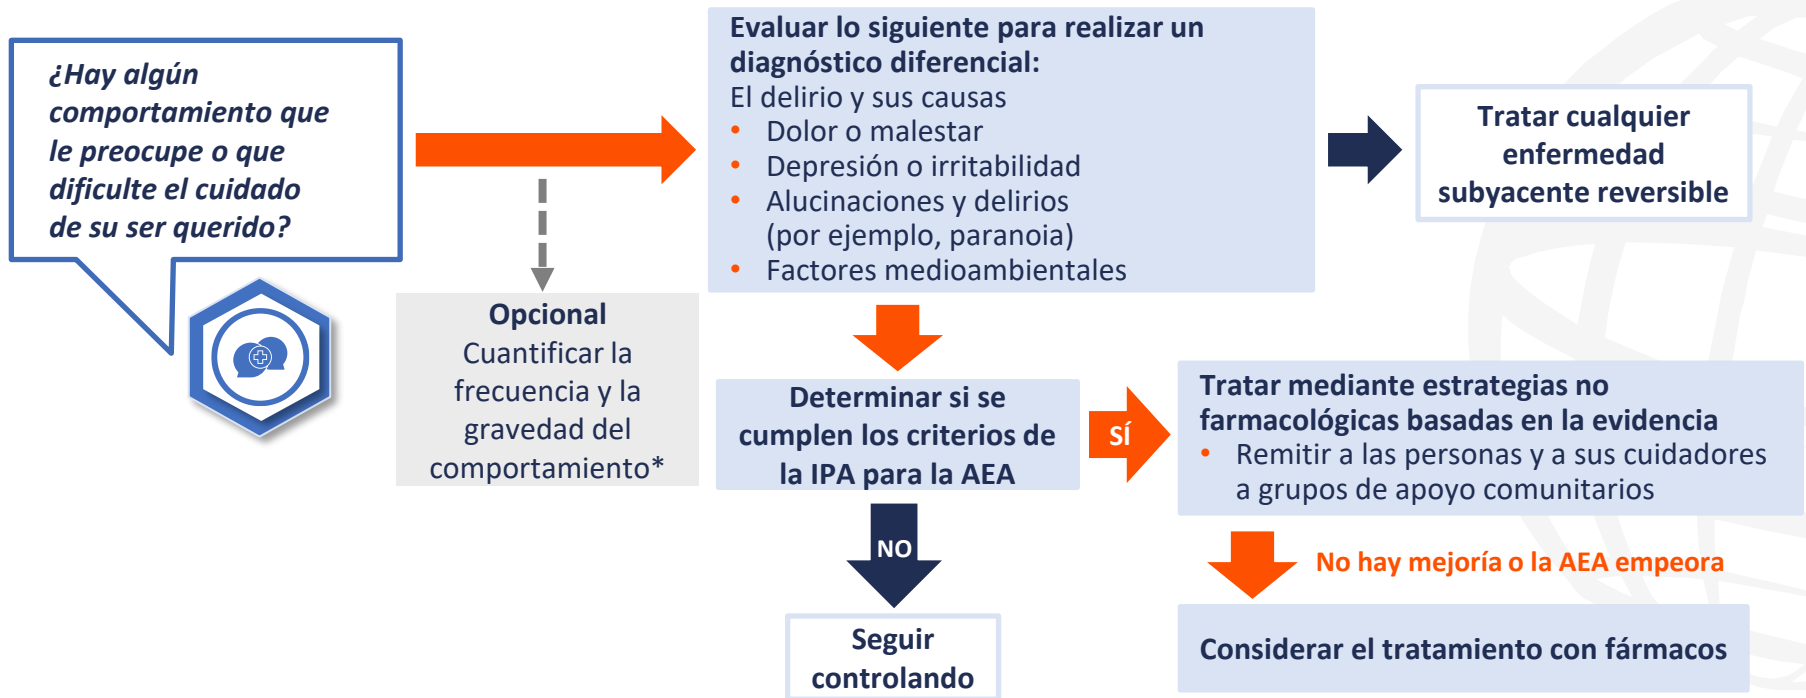 ¿Hay algún
comportamiento que
le preocupe o que
dificulte el cuidado
de su ser querido?
Opcional
Cuantificar la
frecuencia y la
gravedad del
comportamiento*
Evaluar lo siguiente para realizar un
diagnóstico diferencial:
El delirio y sus causas
• Dolor o malestar
• Depresión o irritabilidad
• Alucinaciones y delirios
(por ejemplo, paranoia)
• Factores medioambientales
Tratar cualquier
enfermedad
subyacente reversible
Determinar si se
cumplen los criterios de
la IPA para la AEA
SÍ
Tratar mediante estrategias no
farmacológicas basadas en la evidencia
• Remitir a las personas y a sus cuidadores
a grupos de apoyo comunitarios
NO
No hay mejoría o la AEA empeora
Seguir
controlando
Considerar el tratamiento con fármacos